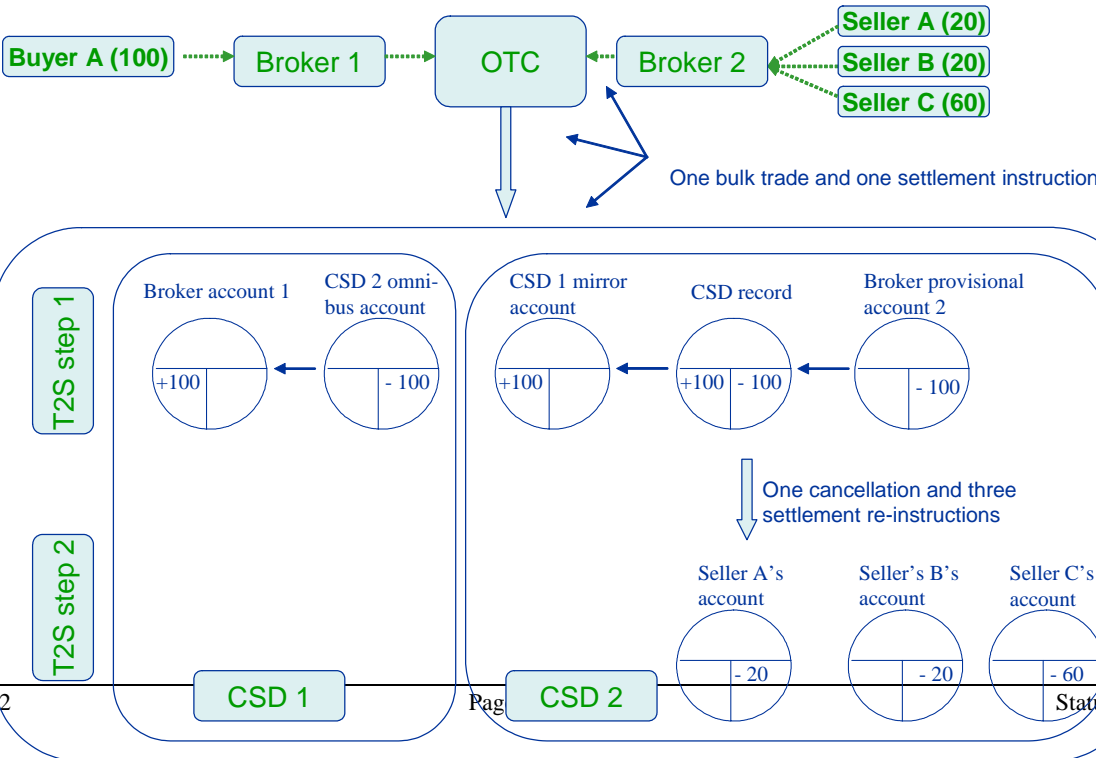 Buyer A (100)
Broker 1
OTC
Broker 2
Seller A (20)
Seller B (20)
Seller C (60)
One bulk trade and one settlement instruction
T2S step 1
Broker account 1
CSD 2 omni-
bus account
CSD 1 mirror
account
CSD record
Broker provisional
account 2
+100
- 100
+100
+100
- 100
- 100
One cancellation and three
settlement re-instructions
T2S step 2
Seller A's
account
Seller's B's
account
Seller C's
account
- 20
- 20
- 60
CSD 1
CSD 2
2
Pag
Statu